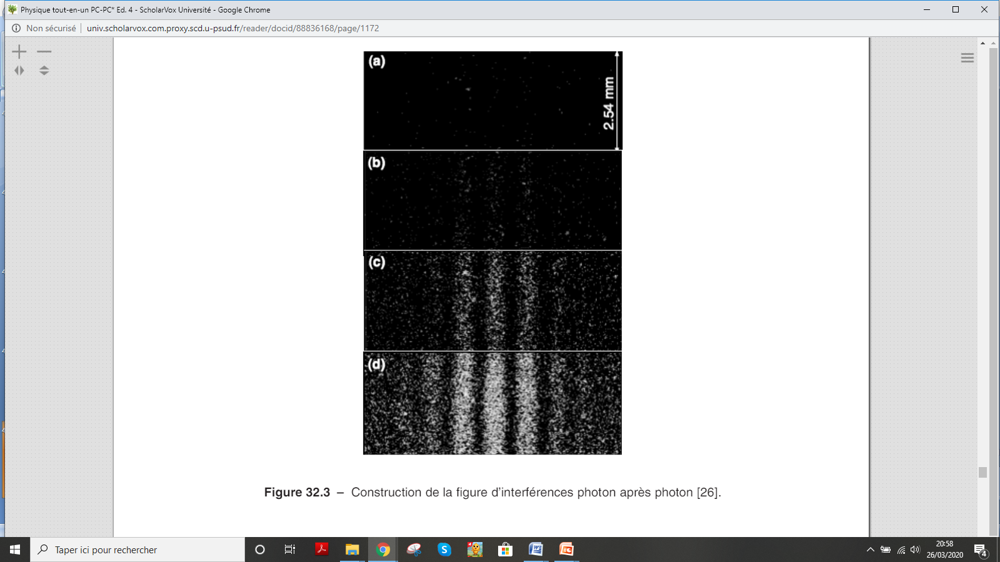 Physique tout-en-un PC-PC* Ed. 4 - ScholarVox Université - Google Chrome
Non sécurisé | univ.scholarvox.com.proxy.scd.u-psud.fr/reader/docid/88836168/page/1172
(a)
2.54 mm
(b)
(c)
(d)
Figure 32.3 – Construction de la figure d'interférences photon après photon [26].
Taper ici pour rechercher
20:58
26/03/2020
4